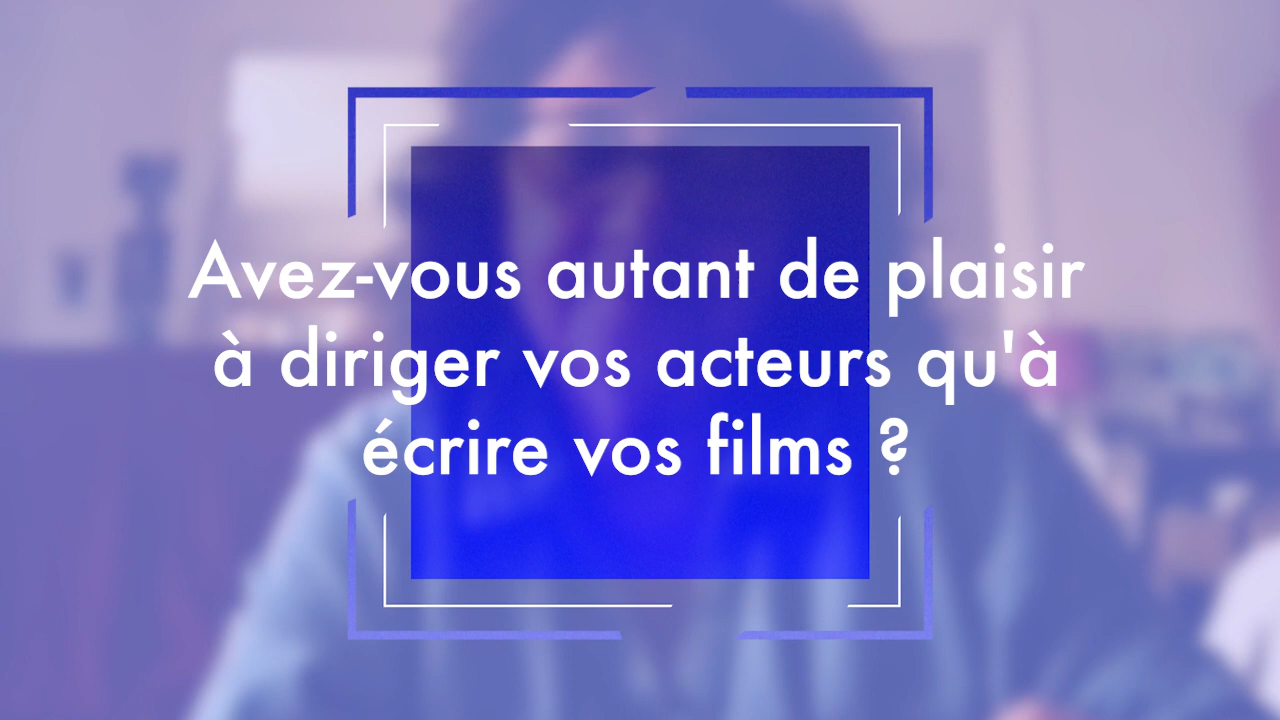 Avez-vous autant de plaisir
à diriger vos acteurs qu'à
écrire vos films ?